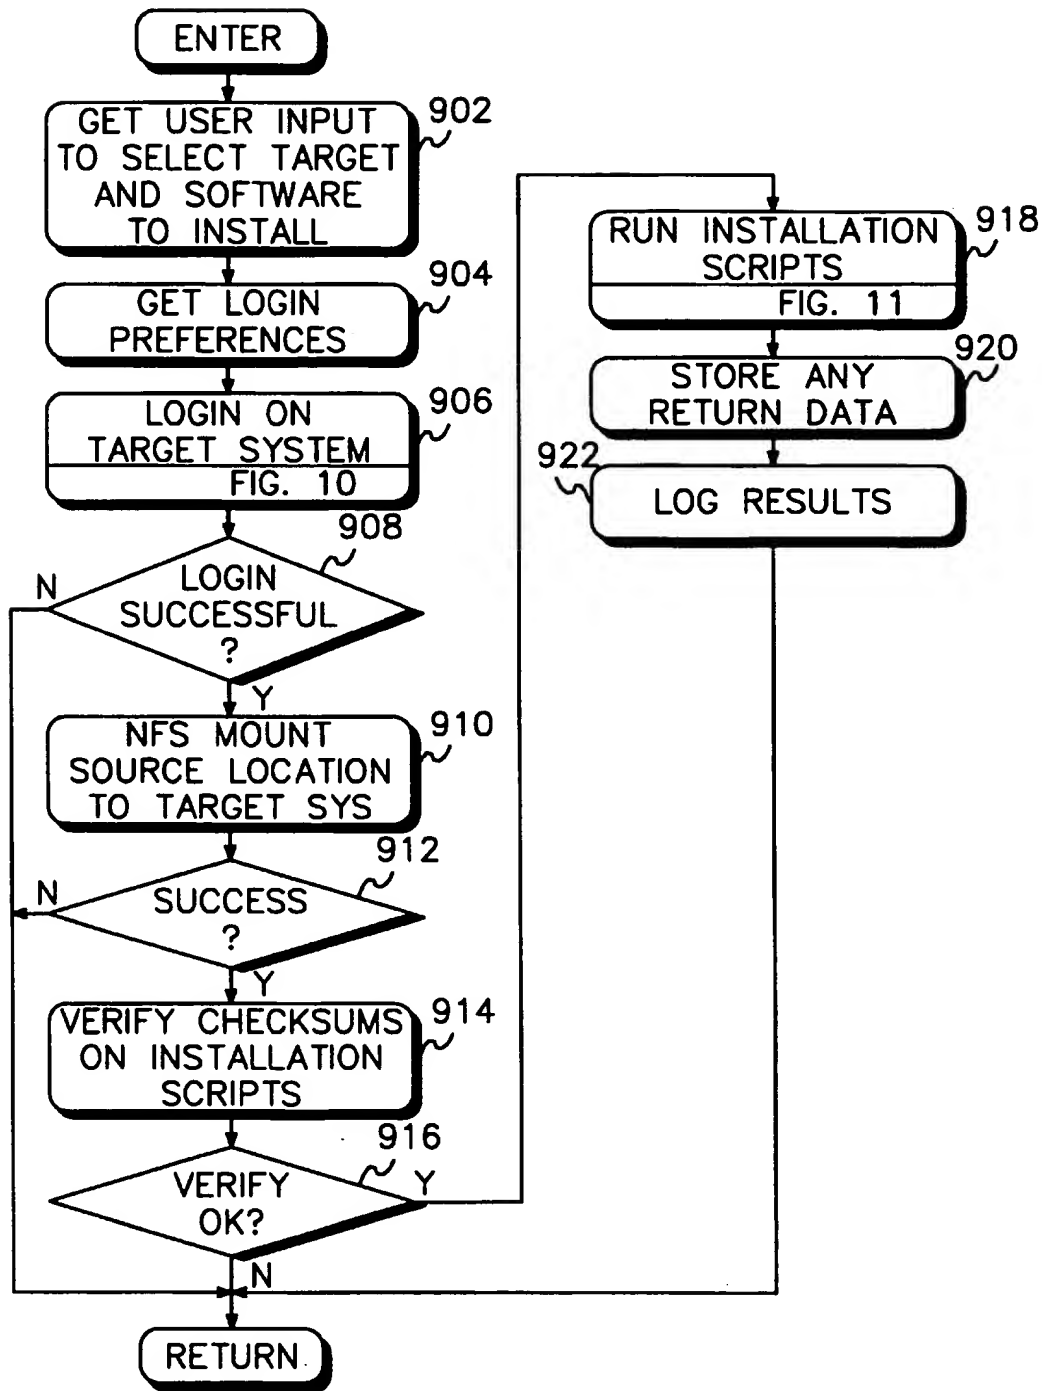 ENTER
GET USER INPUT
TO SELECT TARGET
AND SOFTWARE
TO INSTALL
902
GET LOGIN
PREFERENCES
904
LOGIN ON
TARGET SYSTEM
FIG. 10
906
LOGIN
SUCCESSFUL
?
908
N
Y
NFS MOUNT
SOURCE LOCATION
TO TARGET SYS
910
SUCCESS
?
912
N
Y
VERIFY CHECKSUMS
ON INSTALLATION
SCRIPTS
914
VERIFY
OK?
916
Y
N
RETURN
RUN INSTALLATION
SCRIPTS
FIG. 11
918
STORE ANY
RETURN DATA
920
LOG RESULTS
922